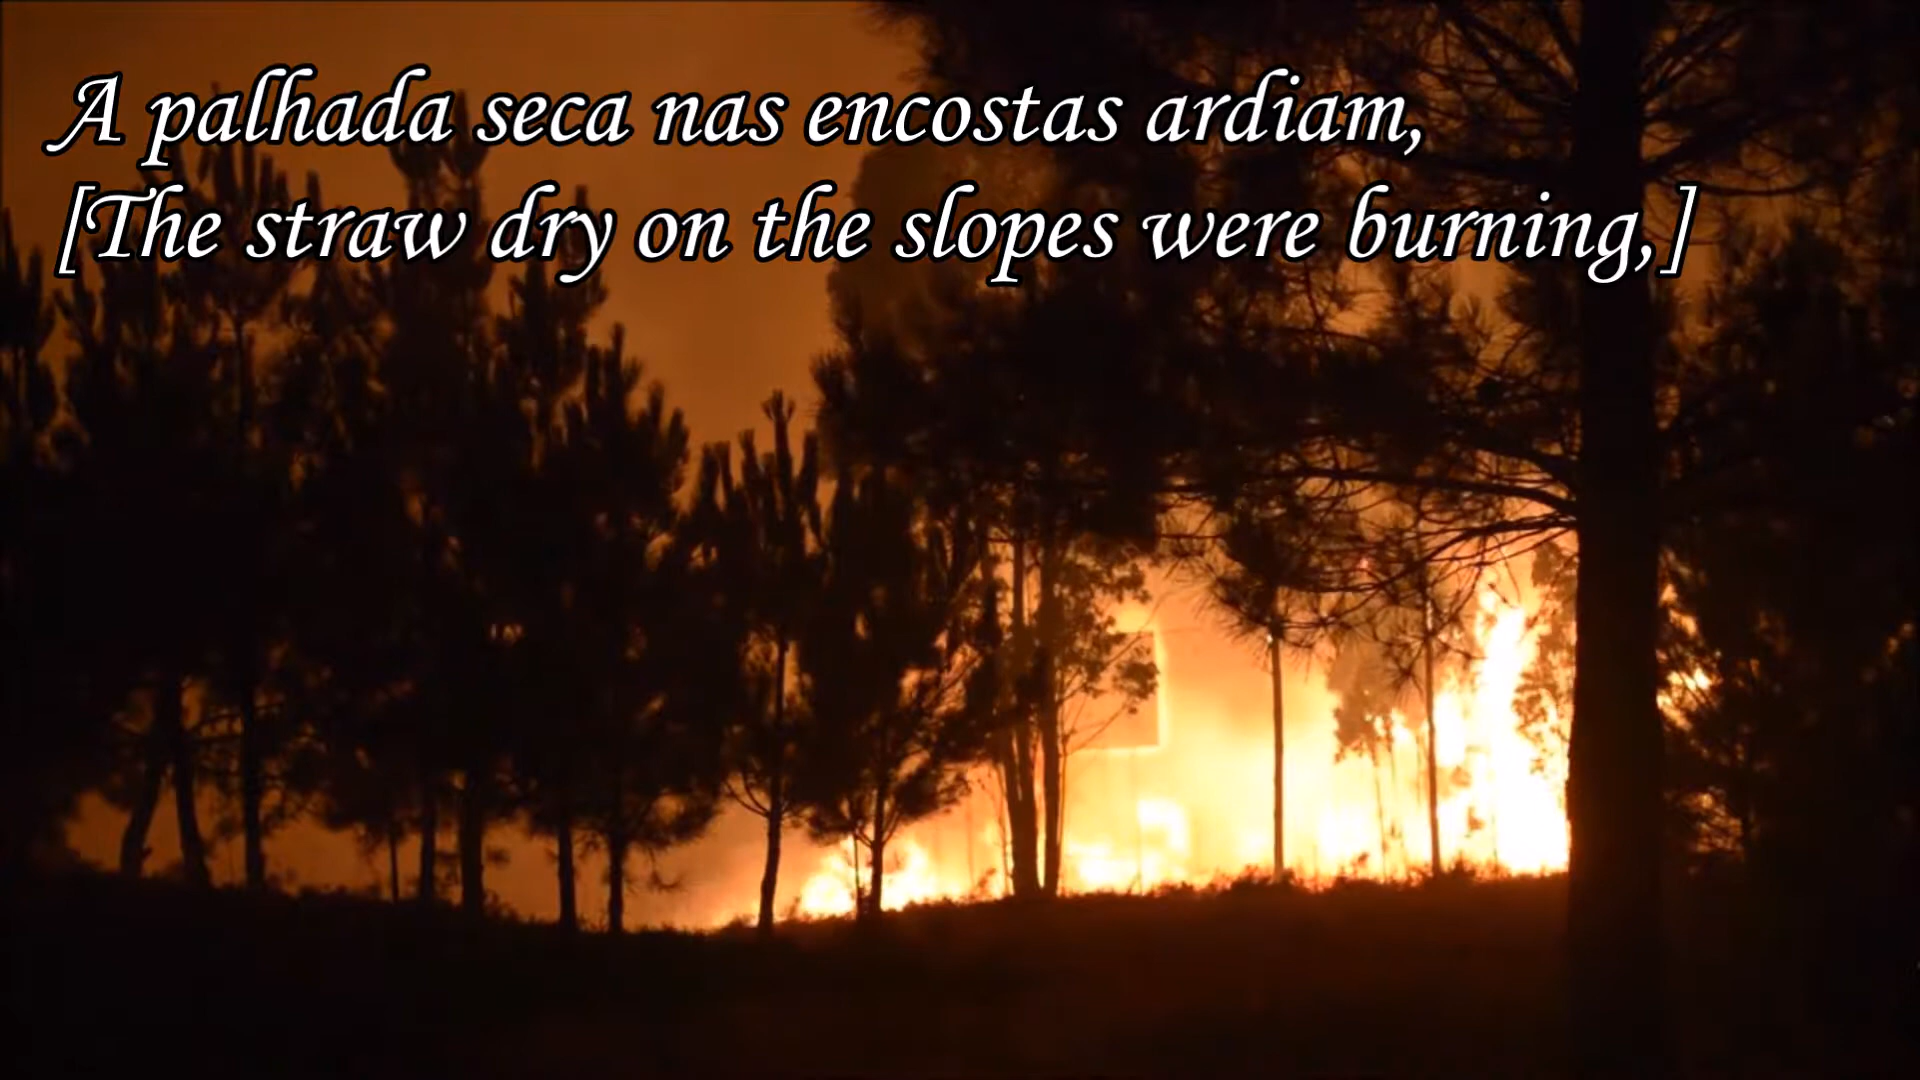 A palhada seca nas encostas ardiam,
[The straw dry on the slopes were burning,]